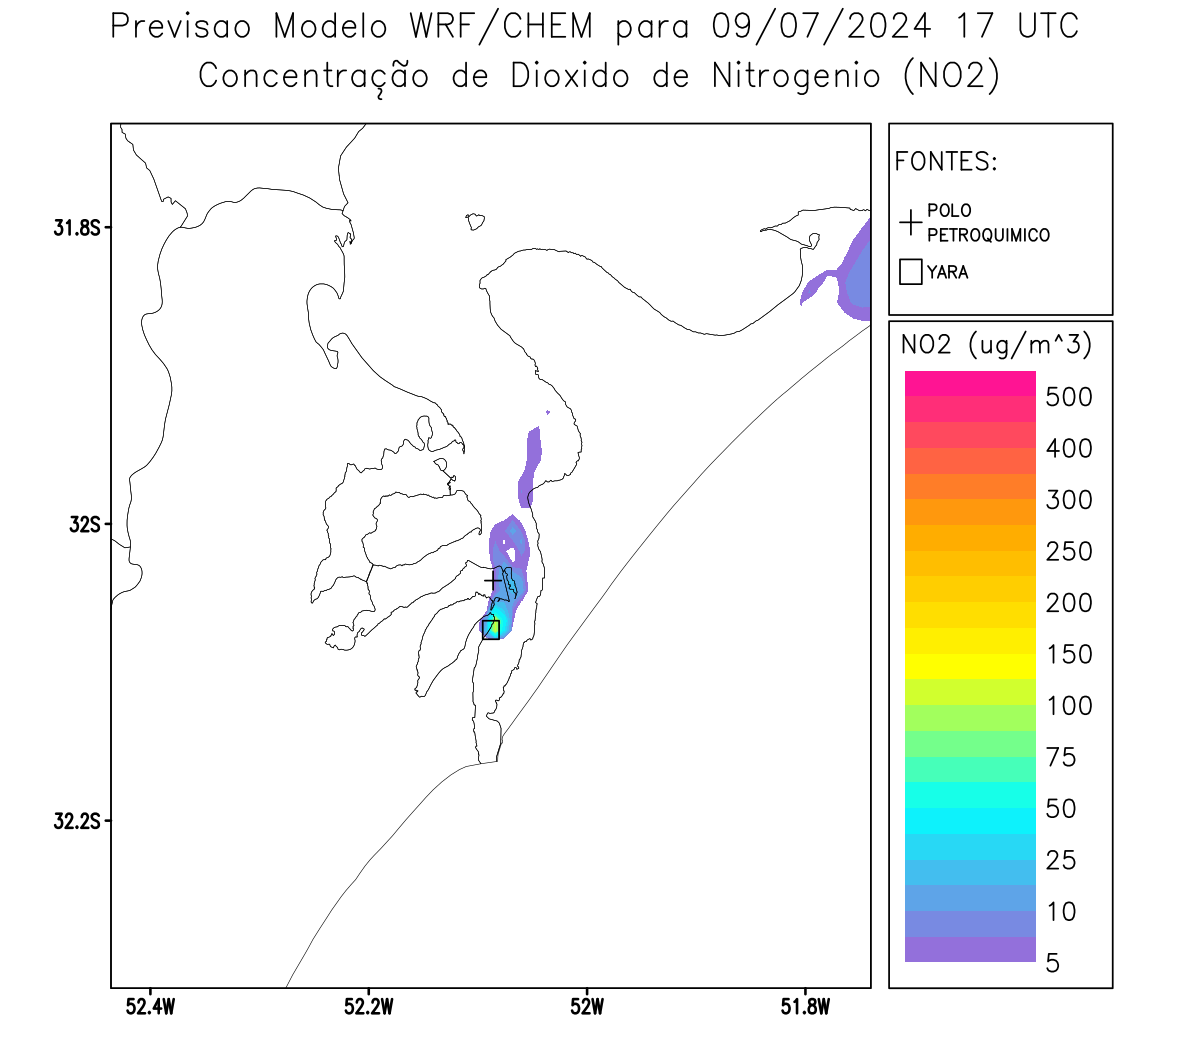 Previsao Modelo WRF/CHEM para 09/07/2024 17 UTC
Concentração de Dioxido de Nitrogenio (NO2)
FONTES:
POLO
PETROQUIMICO
YARA
NO2 (ug/m^3)
500
400
300
250
200
150
100
75
50
25
10
5
31.8S
32S
32.2S
52.4W
52.2W
52W
51.8W